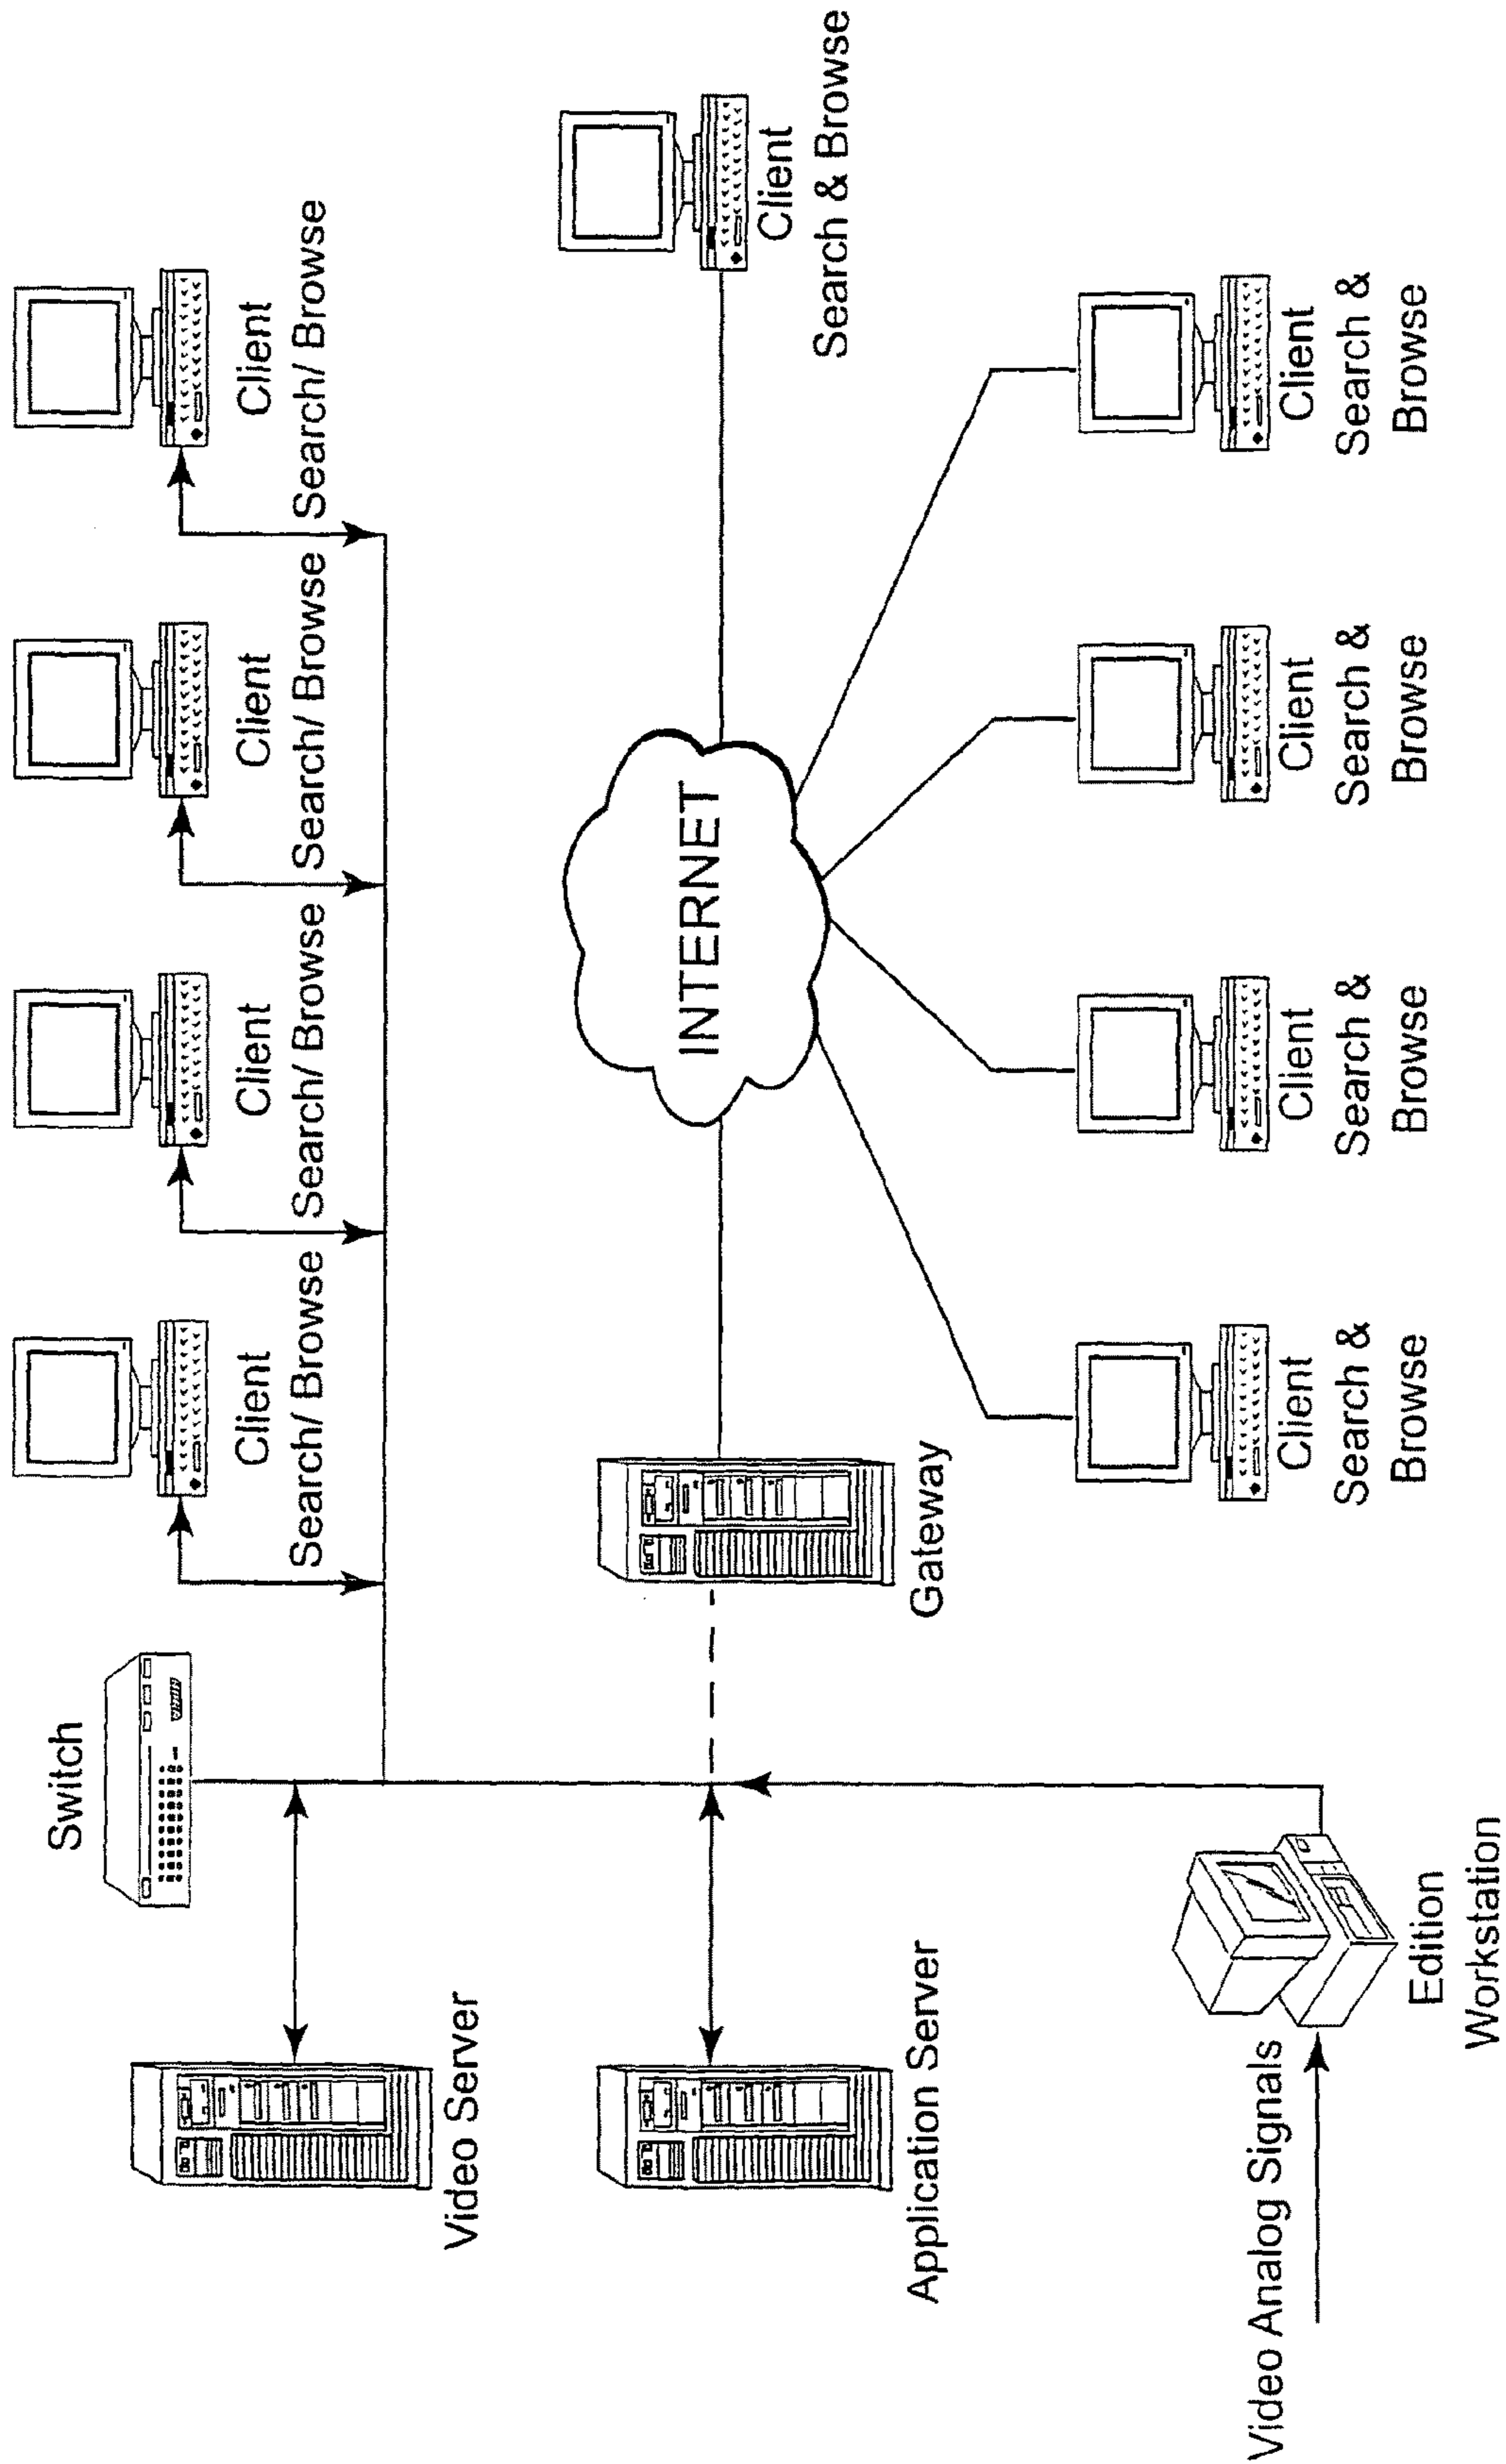 Switch
Client
Search/ Browse
Client
Search/ Browse
Client
Search/ Browse
Client
Search/ Browse
Video Server
INTERNET
Client
Search & Browse
Application Server
Gateway
Video Analog Signals
Edition
Workstation
Client
Search &
Browse
Client
Search &
Browse
Client
Search &
Browse
Client
Search &
Browse